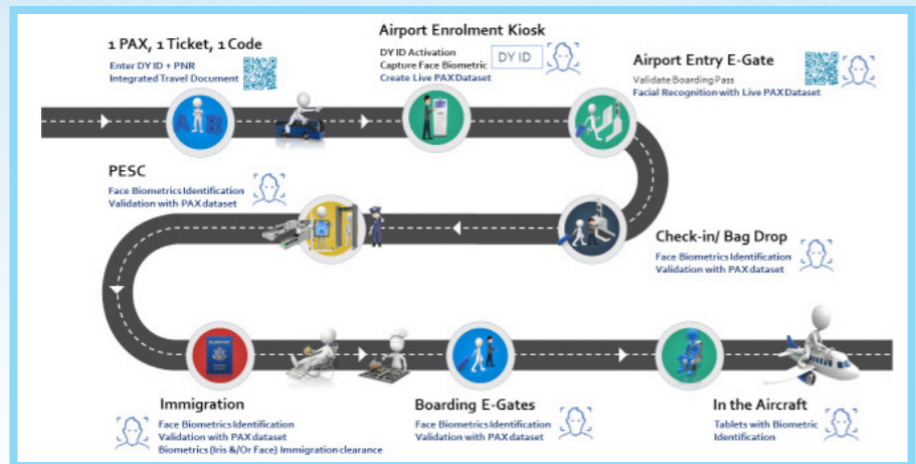 1 PAX, 1 Ticket, 1 Code
Enter DY ID + PNR
Integrated Travel Document
Airport Enrolment Kiosk
DY ID Activation
Capture Face Biometric
Create Live PAX Dataset
DY ID
Airport Entry E-Gate
Validate Boarding Pass
Facial Recognition with Live PAX Dataset
A B
PESC
Face Biometrics Identification
Validation with PAX dataset
Check-in/ Bag Drop
Face Biometrics Identification
Validation with PAX dataset
PASSPORT
Immigration
Face Biometrics Identification
Validation with PAX dataset
Biometrics (Iris &/Or Face) Immigration clearance
Boarding E-Gates
Face Biometrics Identification
Validation with PAX dataset
In the Aircraft
Tablets with Biometric
Identification